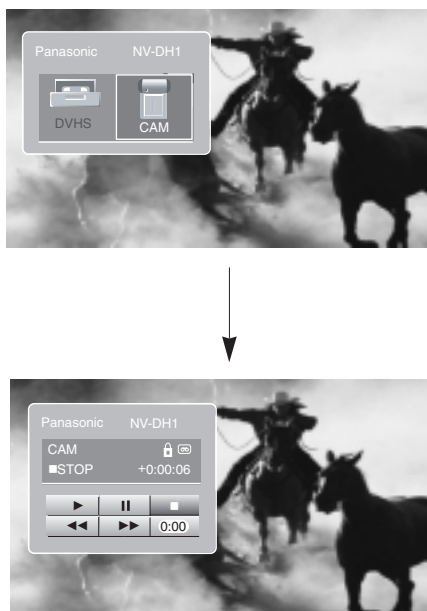 Panasonic NV-DH1
DVHS CAM
Panasonic NV-DH1
CAM
STOP +0:00:06
0:00